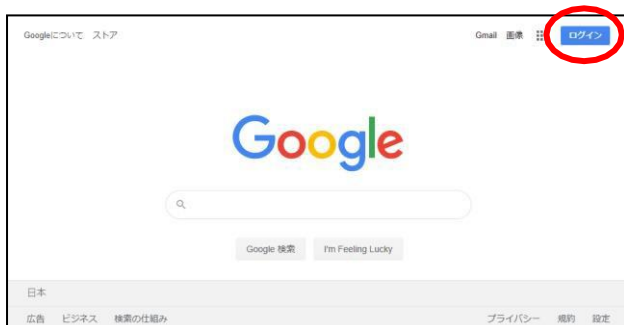 Googleについて ストア Gmail 画像 ログイン
Google
Google 検索 I'm Feeling Lucky
日本
広告 ビジネス 検索の仕組み プライバシー 規約 設定